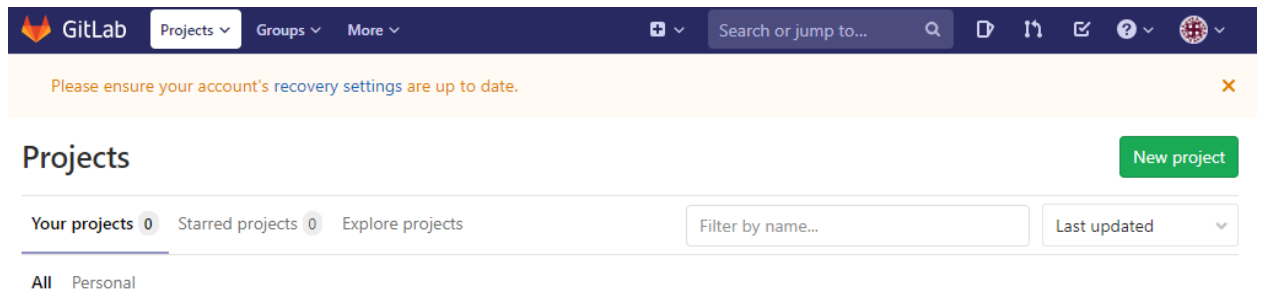 GitLab Projects Groups More Search or jump to...
Please ensure your account's recovery settings are up to date.
Projects New project
Your projects 0 Starred projects 0 Explore projects Filter by name... Last updated
All Personal